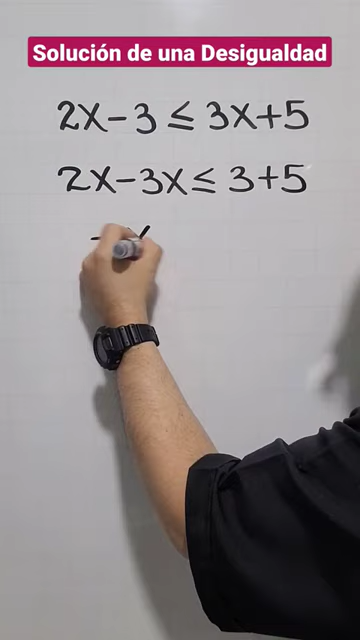 Solución de una Desigualdad
2x-3 ≤ 3x+5
2x-3x ≤ 3+5